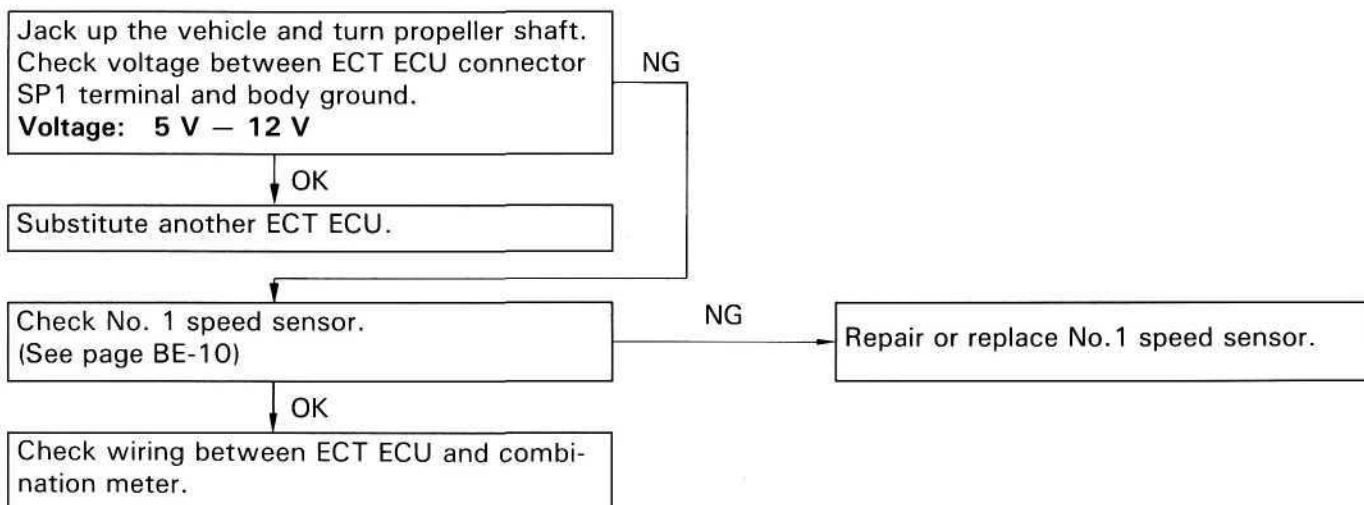 Jack up the vehicle and turn propeller shaft.
Check voltage between ECT ECU connector
SP1 terminal and body ground.
Voltage: 5 V — 12 V
NG
OK
Substitute another ECT ECU.
Check No. 1 speed sensor.
(See page BE-10)
NG
Repair or replace No.1 speed sensor.
OK
Check wiring between ECT ECU and combi-
nation meter.